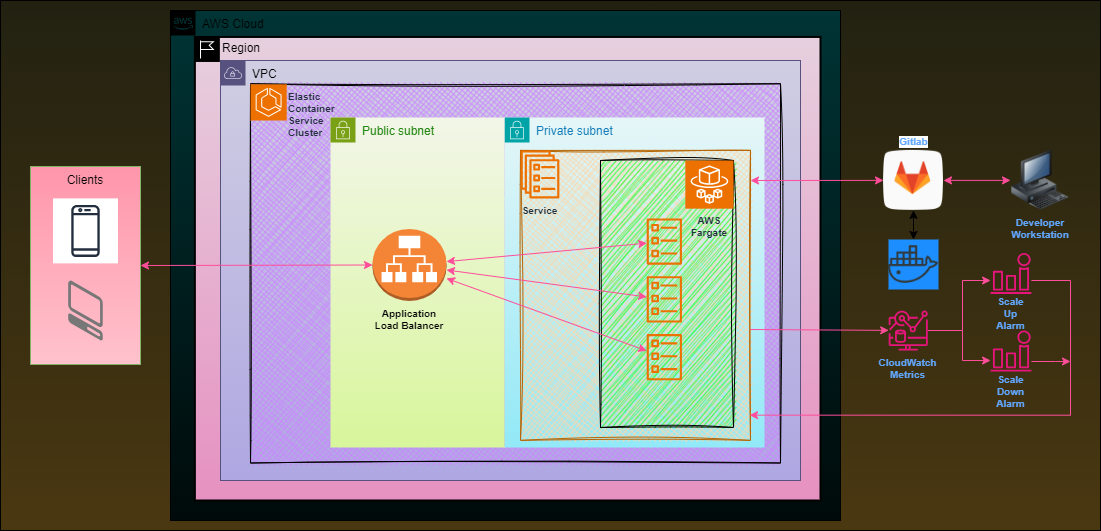 aws
AWS Cloud
Region
VPC
Elastic
Container
Service
Cluster
Public subnet
Private subnet
Clients
Service
AWS
Fargate
Application
Load Balancer
Gitlab
Developer
Workstation
CloudWatch
Metrics
Scale
Up
Alarm
Scale
Down
Alarm